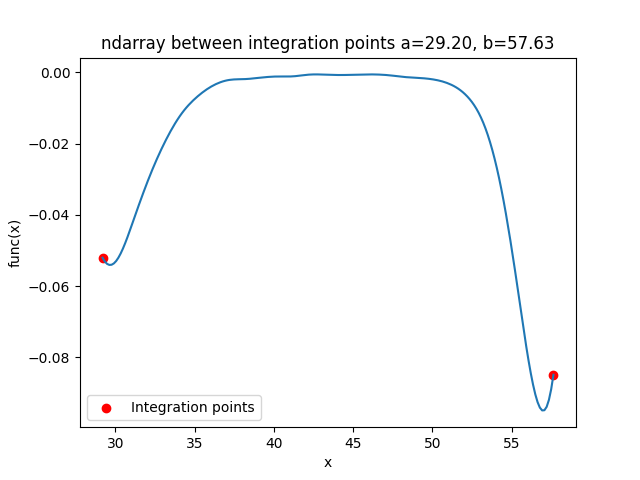 ndarray between integration points a=29.20, b=57.63
0.00
−0.02
−0.04
−0.06
−0.08
func(x)
Integration points
30 35 40 45 50 55
x